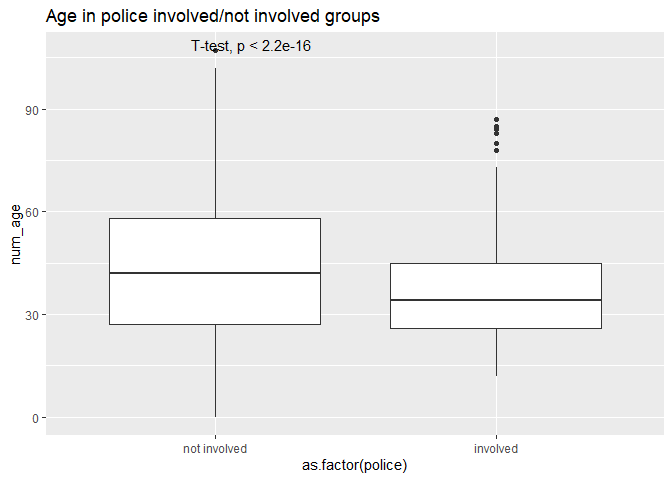 Age in police involved/not involved groups
T-test, p < 2.2e-16
90
60
30
0
num_age
not involved
involved
as.factor(police)